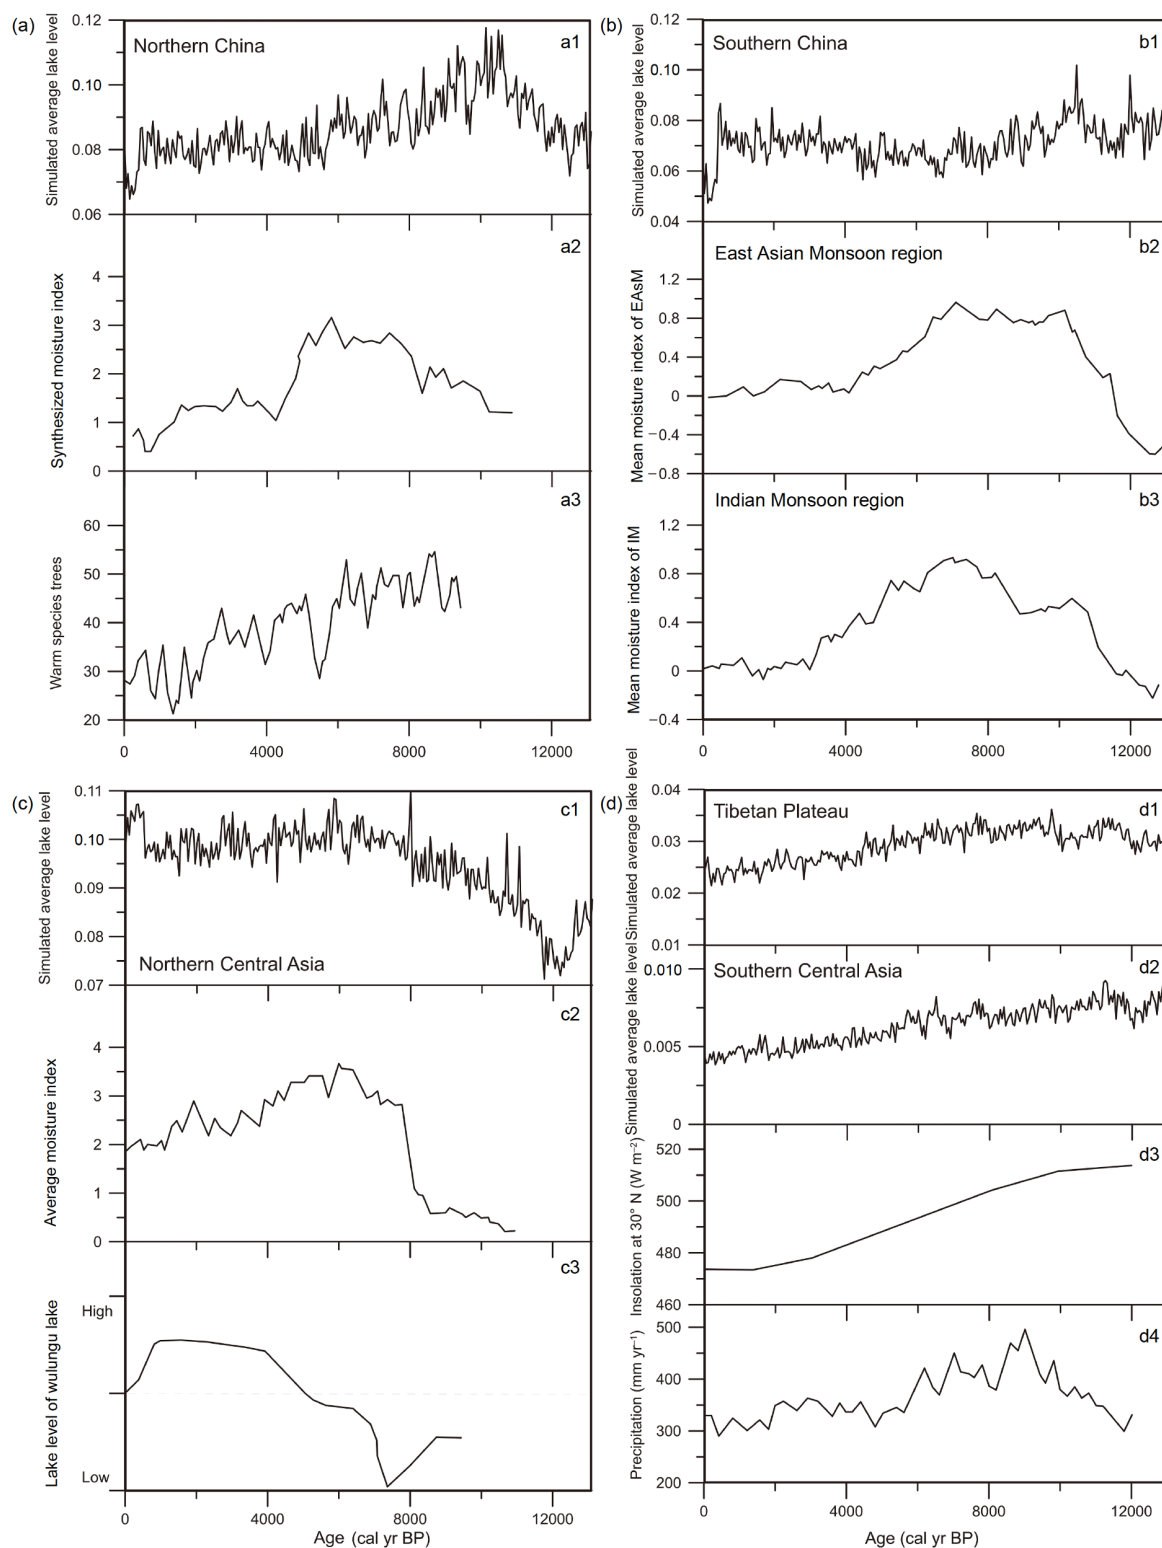 (a)
Simulated average lake level
0.12
0.10
0.08
0.06
Northern China
a1
Synthesized moisture index
4
3
2
1
0
a2
Warm species trees
60
50
40
30
20
a3
0
4000
8000
12000
(b)
Simulated average lake level
0.12
0.10
0.08
0.06
0.04
Southern China
b1
Mean moisture index of EAsM
1.2
0.8
0.4
0
−0.4
−0.8
East Asian Monsoon region
b2
Mean moisture index of IM
1.2
0.8
0.4
0
−0.4
Indian Monsoon region
b3
0
4000
8000
12000
(c)
Simulated average lake level
0.11
0.10
0.09
0.08
0.07
Northern Central Asia
c1
Average moisture index
4
3
2
1
0
c2
Lake level of wulungu lake
High
Low
c3
0
4000
8000
12000
Age (cal yr BP)
(d)
Simulated average lake level
0.04
0.03
0.02
0.01
Tibetan Plateau
d1
Simulated average lake level
0.010
0.005
0
Southern Central Asia
d2
Insolation at 30° N (W m⁻²)
520
500
480
460
d3
Precipitation (mm yr⁻¹)
500
400
300
200
d4
0
4000
8000
12000
Age (cal yr BP)